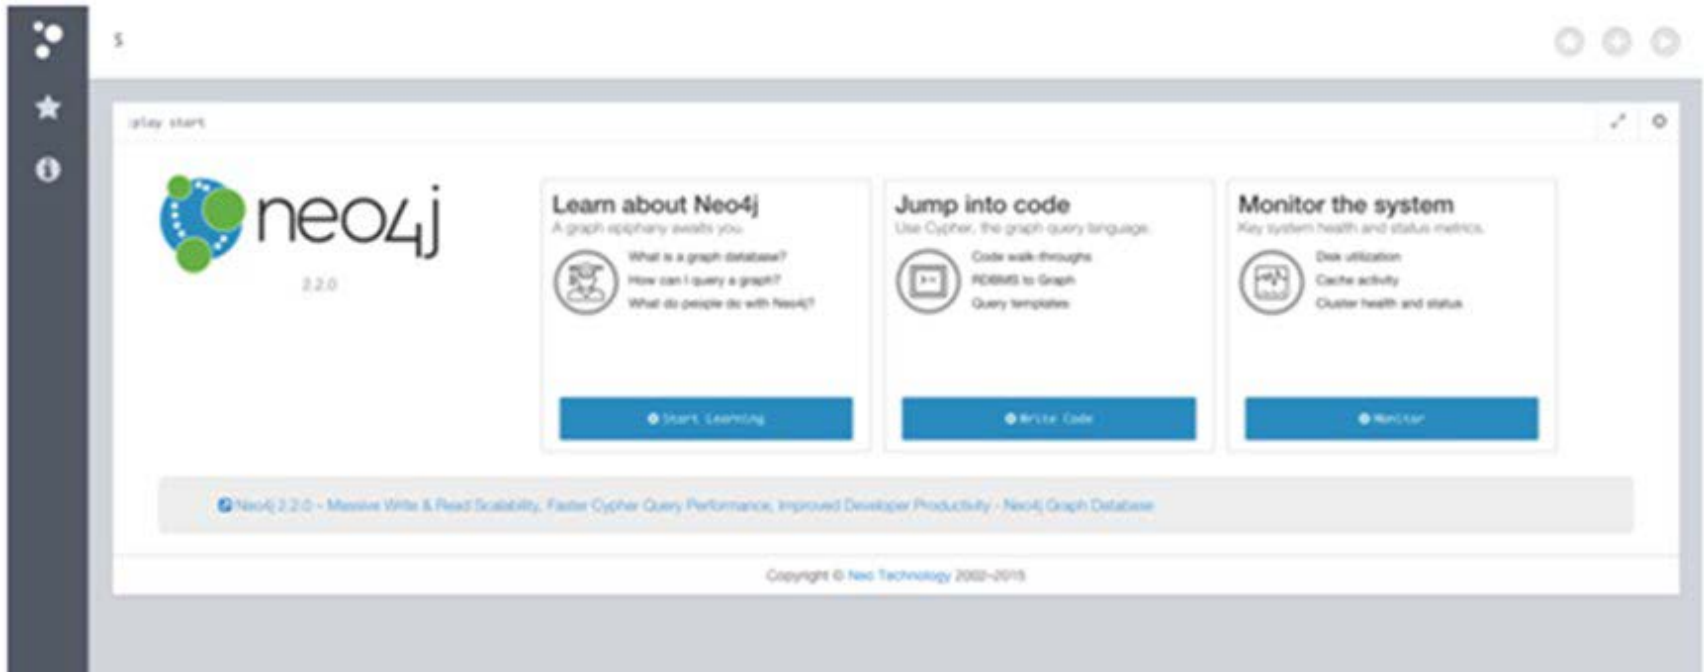 $
:play start
neo4j
2.2.0
Learn about Neo4j
A graph epiphany awaits you.
What is a graph database?
How can I query a graph?
What do people do with Neo4j?
Start Learning
Jump into code
Use Cypher, the graph query language.
Code walk-throughs
RDBMS to Graph
Query templates
Write Code
Monitor the system
Key system health and status metrics.
Disk utilization
Cache activity
Cluster health and status
Monitor
Neo4j 2.2.0 – Massive Write & Read Scalability, Faster Cypher Query Performance, Improved Developer Productivity - Neo4j Graph Database
Copyright © Neo Technology 2002–2015